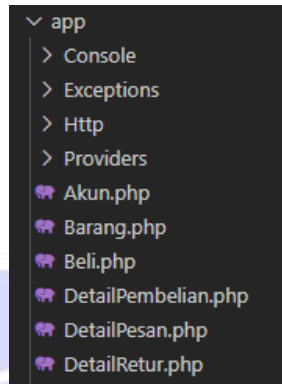 app
Console
Exceptions
Http
Providers
Akun.php
Barang.php
Beli.php
DetailPembelian.php
DetailPesan.php
DetailRetur.php